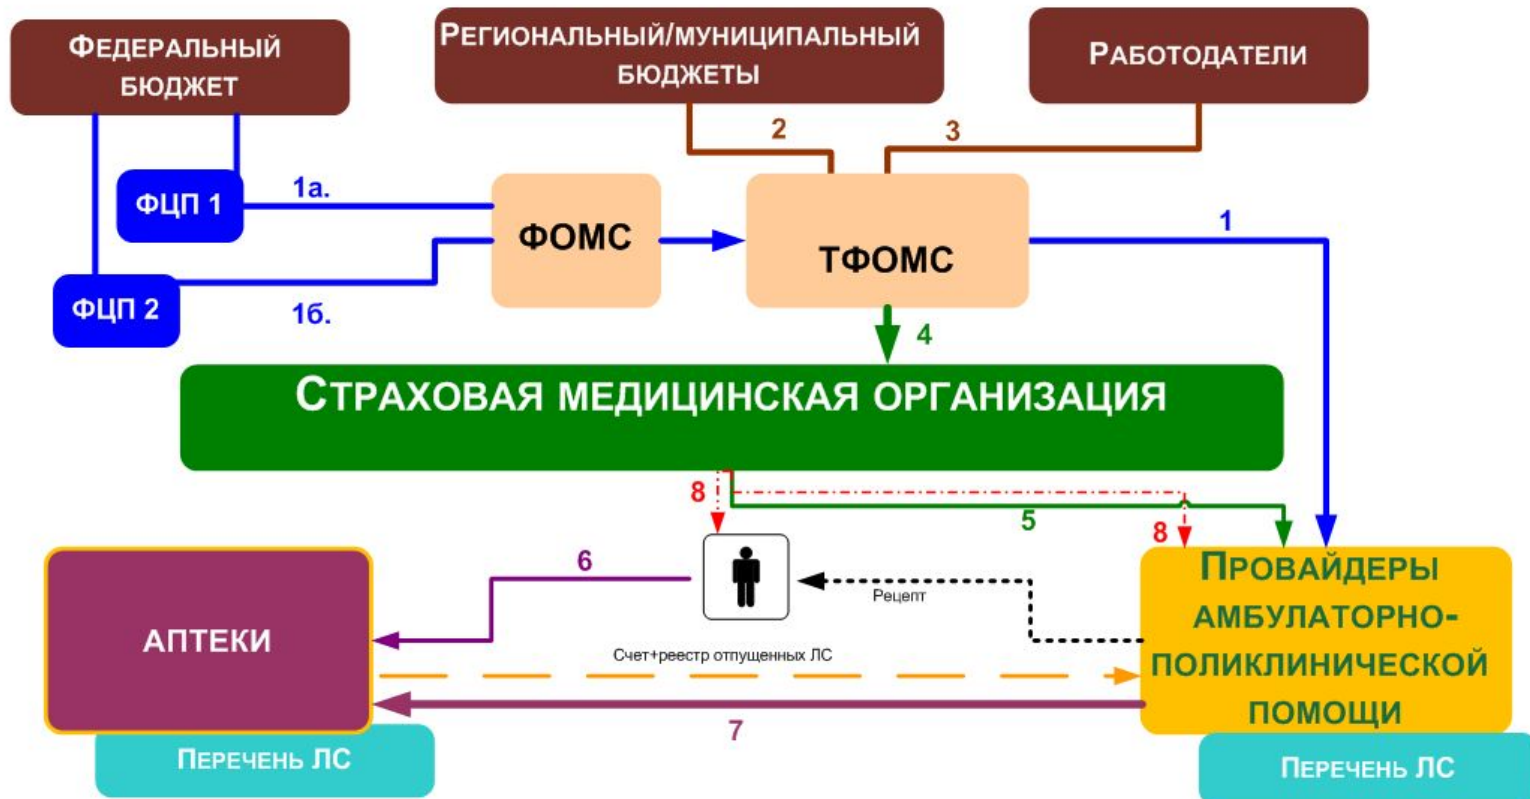 ФЕДЕРАЛЬНЫЙ
БЮДЖЕТ
РЕГИОНАЛЬНЫЙ/МУНИЦИПАЛЬНЫЙ
БЮДЖЕТЫ
РАБОТОДАТЕЛИ
2
3
ФЦП 1
1а.
ФОМС
ТФОМС
1
ФЦП 2
1б.
4
СТРАХОВАЯ МЕДИЦИНСКАЯ ОРГАНИЗАЦИЯ
8
5
8
6
Рецепт
АПТЕКИ
ПРОВАЙДЕРЫ
АМБУЛАТОРНО-
ПОЛИКЛИНИЧЕСКОЙ
ПОМОЩИ
Счет+реестр отпущенных ЛС
7
ПЕРЕЧЕНЬ ЛС
ПЕРЕЧЕНЬ ЛС